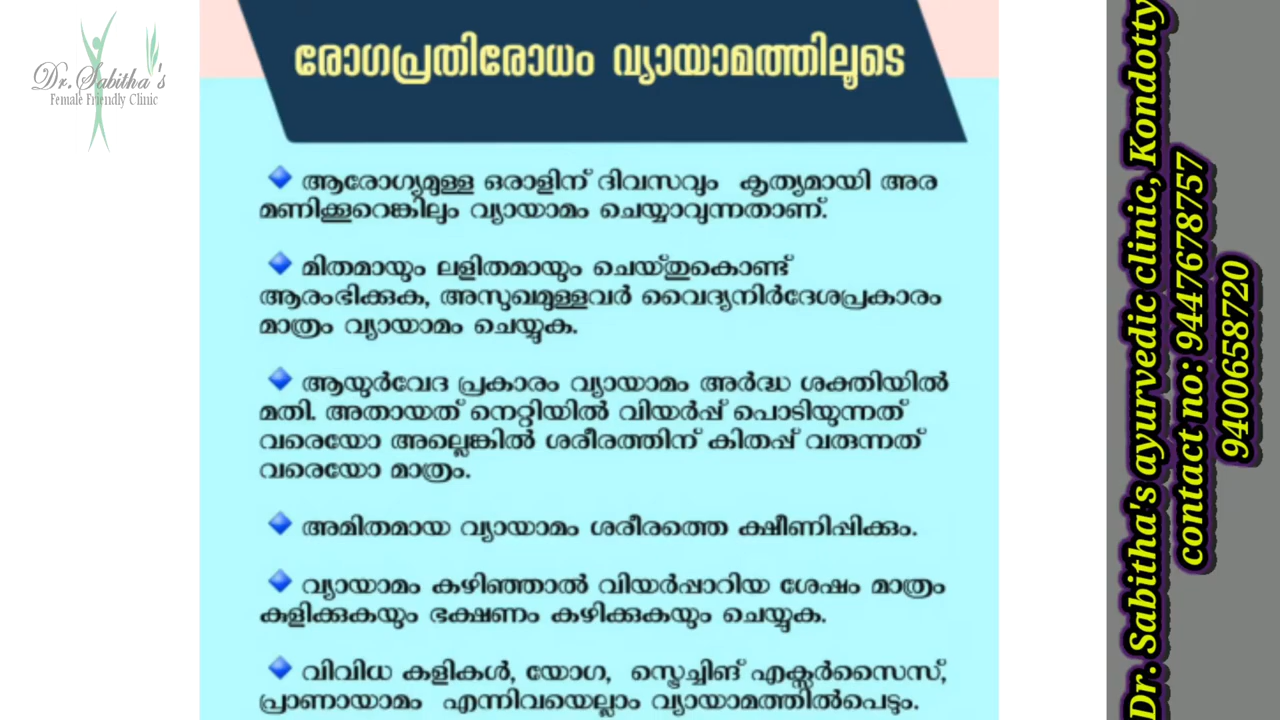 Dr.Sabitha's
Female Friendly Clinic
രോഗപ്രതിരോധം വ്യായാമത്തിലൂടെ
ആരോഗ്യമുള്ള ഒരാളിന് ദിവസവും കൃത്യമായി അര
മണിക്കൂറെങ്കിലും വ്യായാമം ചെയ്യാവുന്നതാണ്.
മിതമായും ലളിതമായും ചെയ്തുകൊണ്ട്
ആരംഭിക്കുക, അസുഖമുള്ളവർ വൈദ്യനിർദേശപ്രകാരം
മാത്രം വ്യായാമം ചെയ്യുക.
ആയുർവേദ പ്രകാരം വ്യായാമം അർദ്ധ ശക്തിയിൽ
മതി. അതായത് നെറ്റിയിൽ വിയർപ്പ് പൊടിയുന്നത്
വരെയോ അല്ലെങ്കിൽ ശരീരത്തിന് കിതപ്പ് വരുന്നത്
വരെയോ മാത്രം.
അമിതമായ വ്യായാമം ശരീരത്തെ ക്ഷീണിപ്പിക്കും.
വ്യായാമം കഴിഞ്ഞാൽ വിയർപ്പാറിയ ശേഷം മാത്രം
കുളിക്കുകയും ഭക്ഷണം കഴിക്കുകയും ചെയ്യുക.
വിവിധ കളികൾ, യോഗ, സ്ട്രെച്ചിങ് എക്സർസൈസ്,
പ്രാണായാമം എന്നിവയെല്ലാം വ്യായാമത്തിൽപെടും.
Dr. Sabitha's ayurvedic clinic, Kondotty
contact no: 9447678757
9400658720